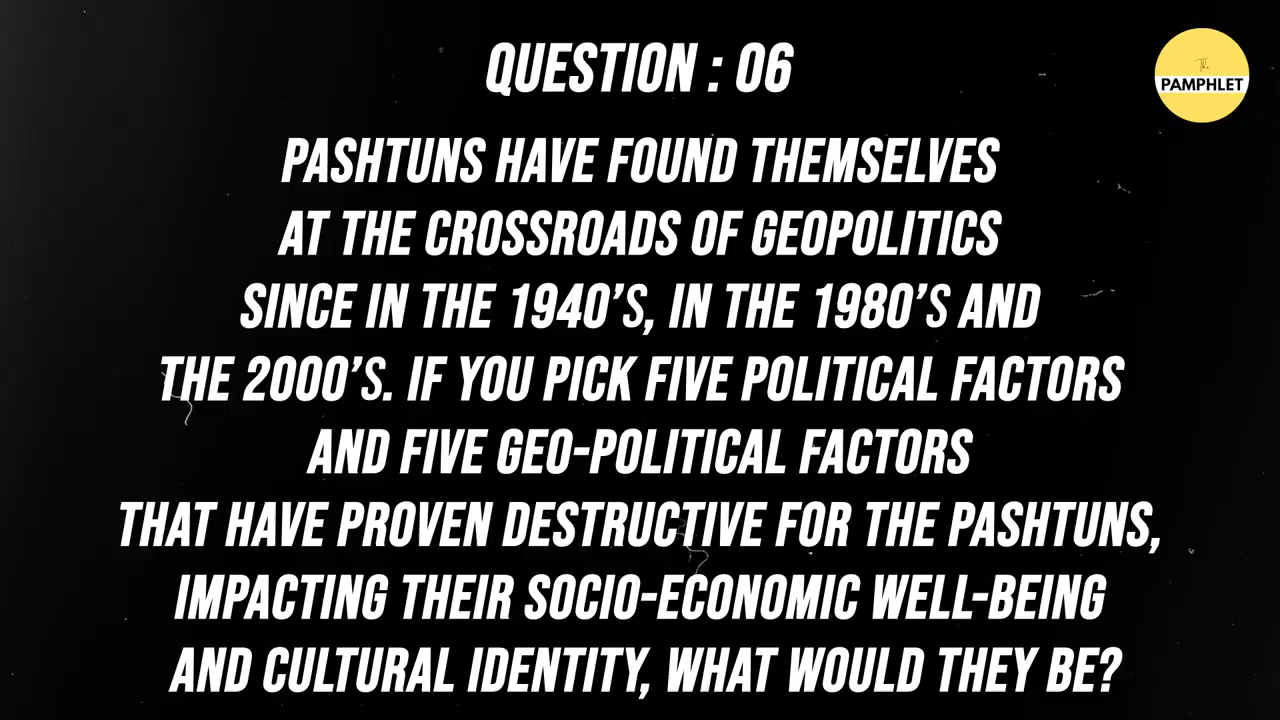 QUESTION : 06
The
PAMPHLET
PASHTUNS HAVE FOUND THEMSELVES
AT THE CROSSROADS OF GEOPOLITICS
SINCE IN THE 1940'S, IN THE 1980'S AND
THE 2000'S. IF YOU PICK FIVE POLITICAL FACTORS
AND FIVE GEO-POLITICAL FACTORS
THAT HAVE PROVEN DESTRUCTIVE FOR THE PASHTUNS,
IMPACTING THEIR SOCIO-ECONOMIC WELL-BEING
AND CULTURAL IDENTITY, WHAT WOULD THEY BE?